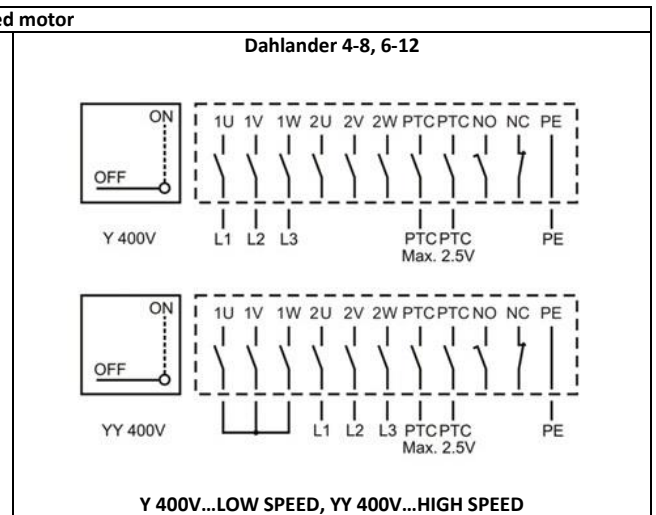 ed motor
Dahlander 4-8, 6-12
ON 1U 1V 1W 2U 2V 2W PTC PTC NO NC PE
OFF
Y 400V L1 L2 L3 PTC PTC PE
Max. 2.5V
ON 1U 1V 1W 2U 2V 2W PTC PTC NO NC PE
OFF
YY 400V L1 L2 L3 PTC PTC PE
Max. 2.5V
Y 400V...LOW SPEED, YY 400V...HIGH SPEED